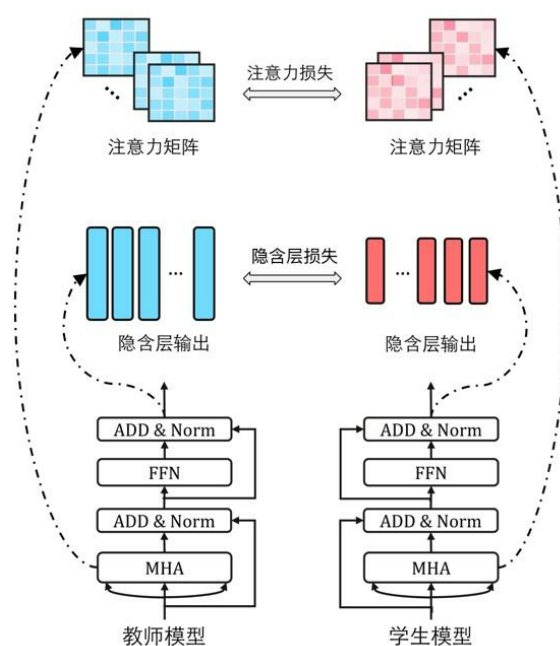 注意力损失
注意力矩阵
注意力矩阵
隐含层损失
隐含层输出
隐含层输出
ADD & Norm
ADD & Norm
FFN
FFN
ADD & Norm
ADD & Norm
MHA
MHA
教师模型
学生模型